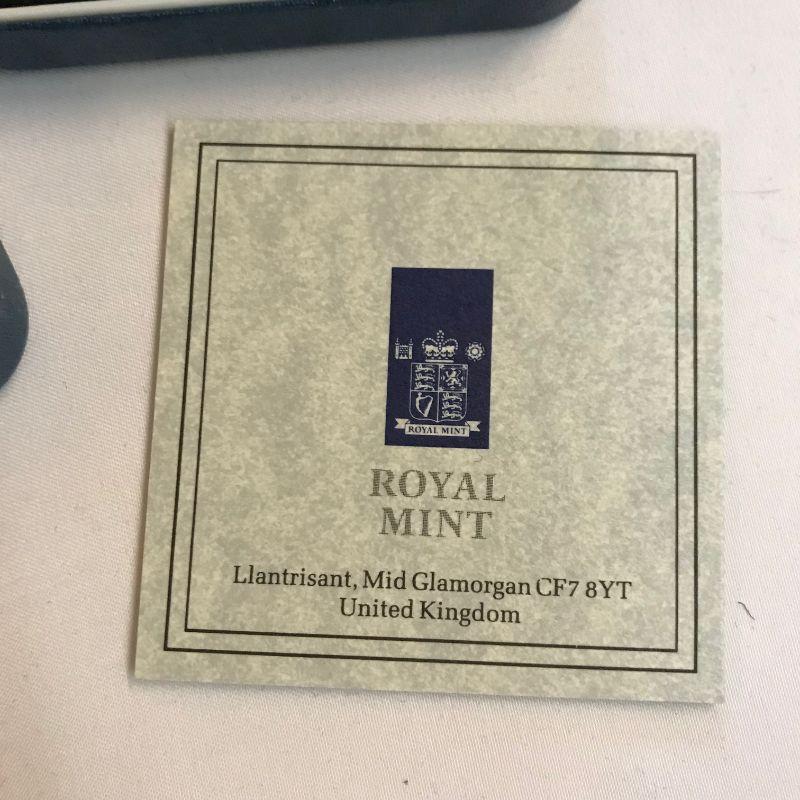 ROYAL MINT
ROYAL
MINT
Llantrisant, Mid Glamorgan CF7 8YT
United Kingdom